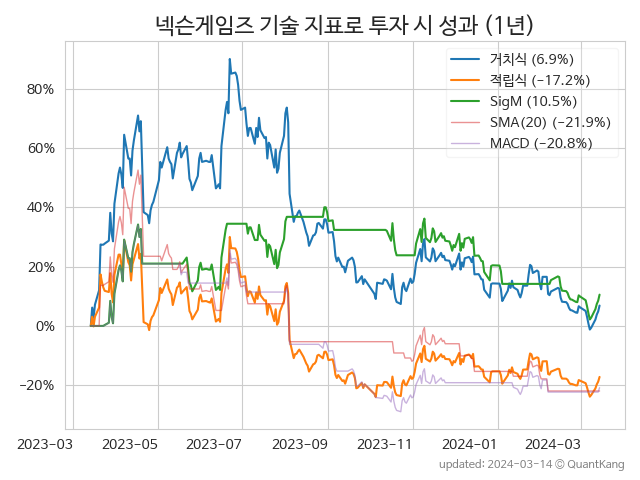 넥슨게임즈 기술 지표로 투자 시 성과 (1년)
거치식 (6.9%)
적립식 (−17.2%)
SigM (10.5%)
SMA(20) (−21.9%)
MACD (−20.8%)
80%
60%
40%
20%
0%
−20%
2023-03 2023-05 2023-07 2023-09 2023-11 2024-01 2024-03
updated: 2024-03-14 © QuantKang